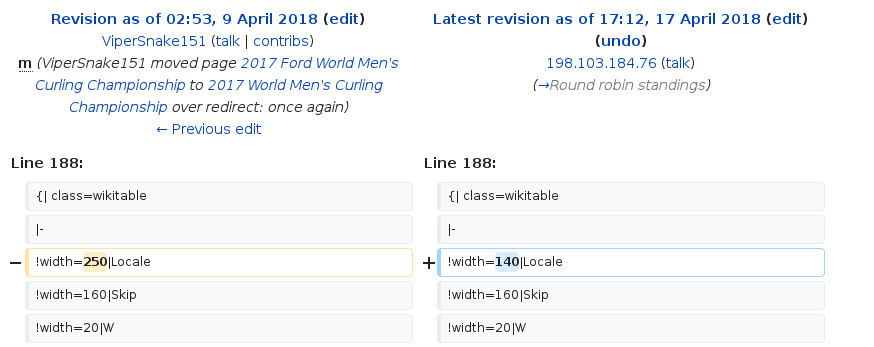 Revision as of 02:53, 9 April 2018 (edit)
ViperSnake151 (talk | contribs)
m (ViperSnake151 moved page 2017 Ford World Men's
Curling Championship to 2017 World Men's Curling
Championship over redirect: once again)
← Previous edit
Latest revision as of 17:12, 17 April 2018 (edit)
(undo)
198.103.184.76 (talk)
(→Round robin standings)
Line 188:
Line 188:
{| class=wikitable
{| class=wikitable
|-
|-
− !width=250|Locale
+ !width=140|Locale
!width=160|Skip
!width=160|Skip
!width=20|W
!width=20|W